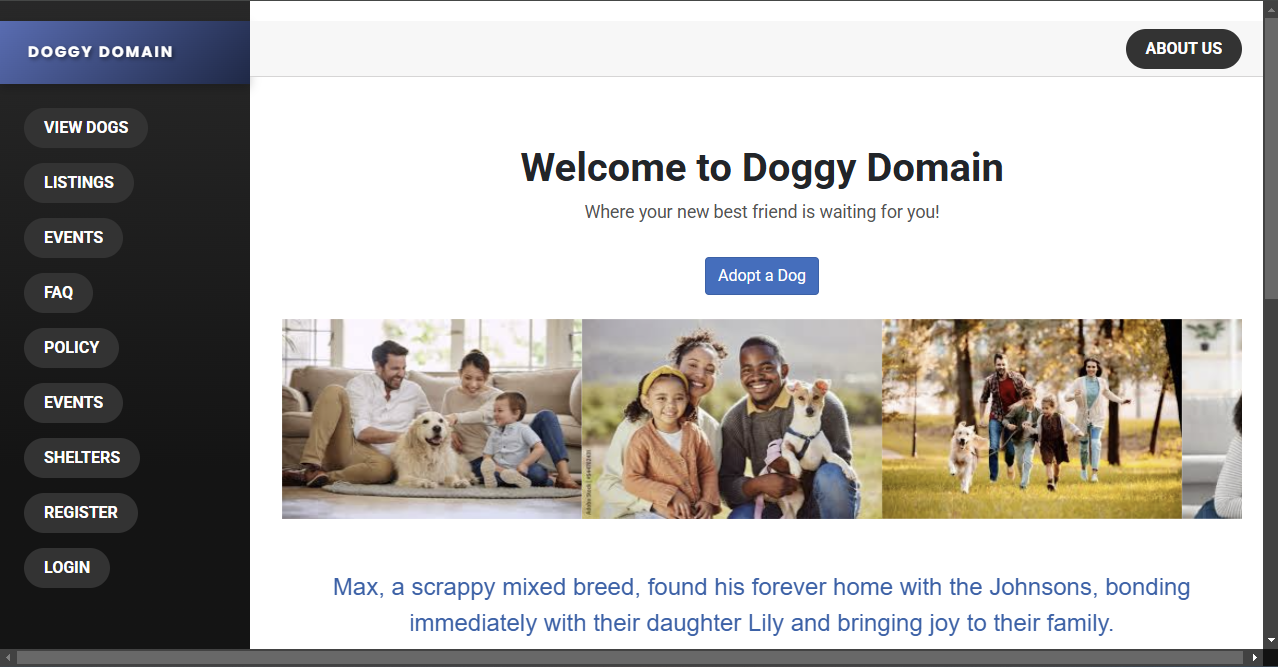 DOGGY DOMAIN
ABOUT US
VIEW DOGS
LISTINGS
EVENTS
FAQ
POLICY
EVENTS
SHELTERS
REGISTER
LOGIN
Welcome to Doggy Domain
Where your new best friend is waiting for you!
Adopt a Dog
Max, a scrappy mixed breed, found his forever home with the Johnsons, bonding
immediately with their daughter Lily and bringing joy to their family.